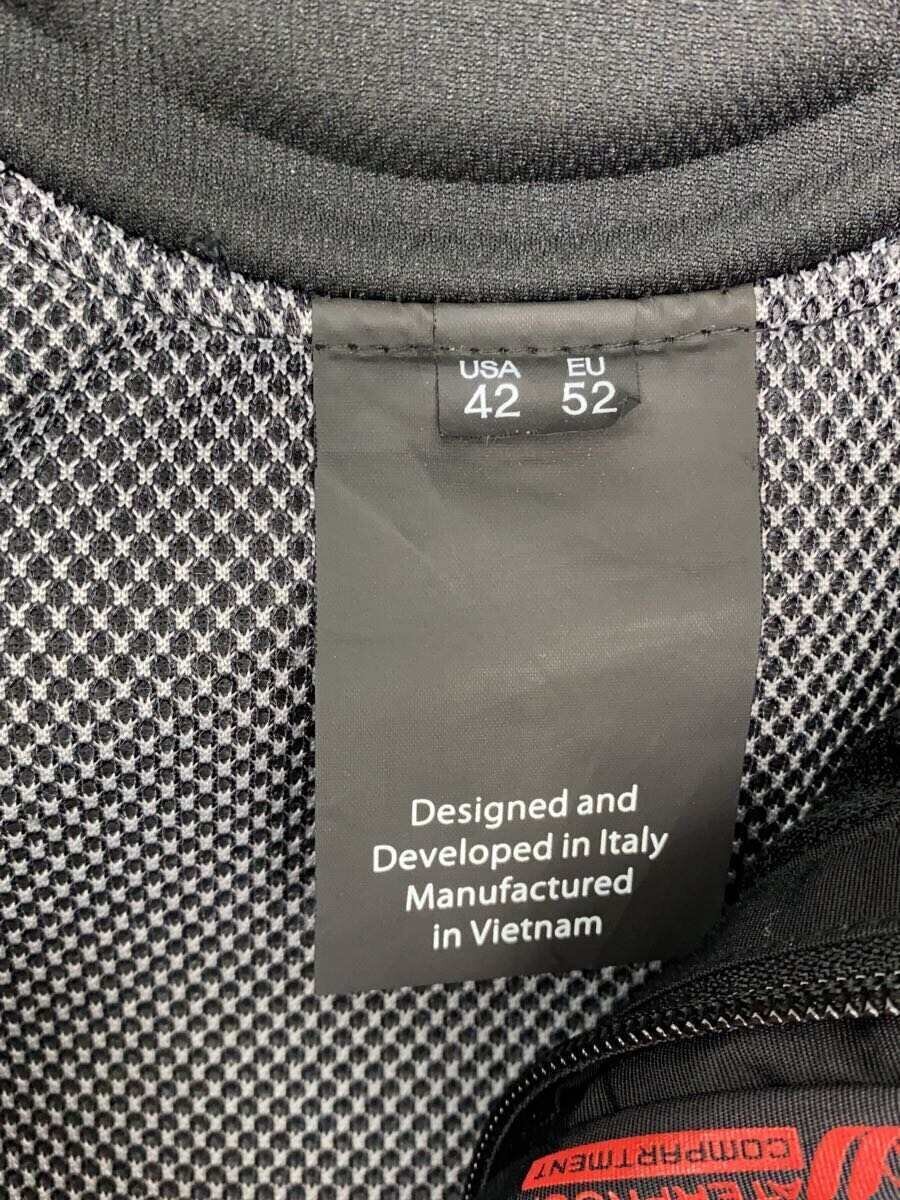 USA EU
42 52
Designed and
Developed in Italy
Manufactured
in Vietnam
COMPARTMENT